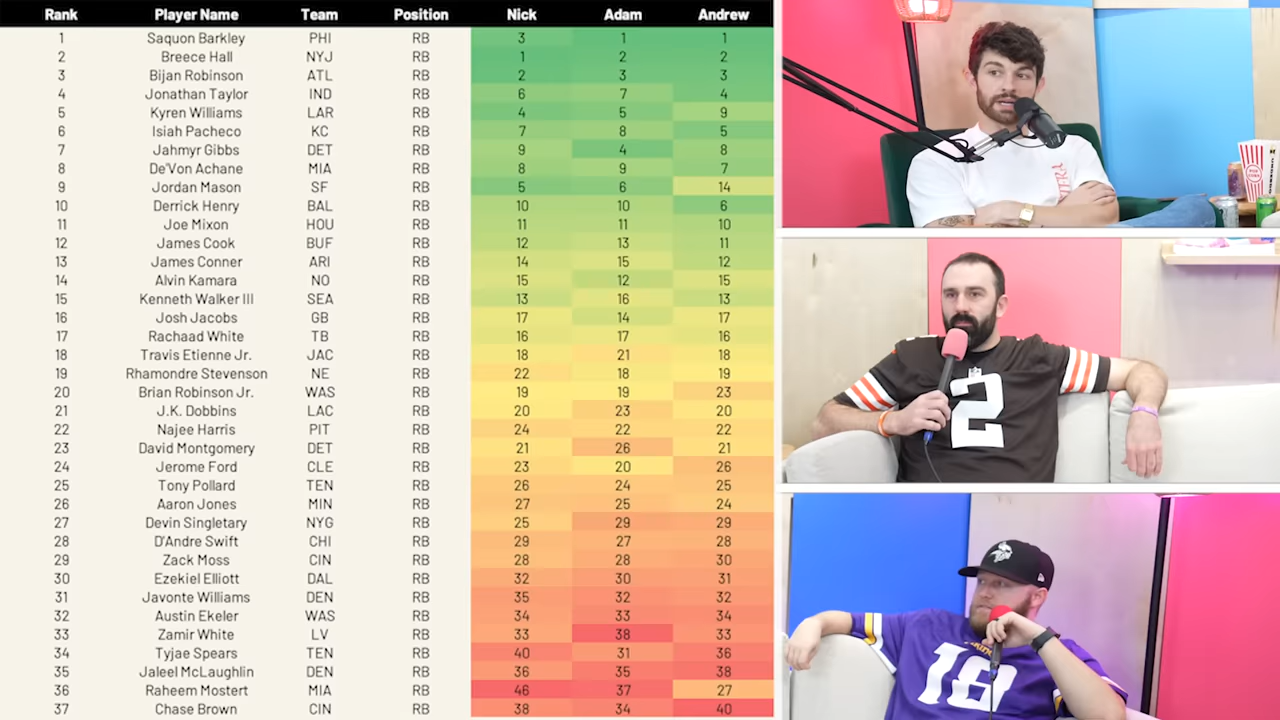 Rank Player Name Team Position Nick Adam Andrew
1 Saquon Barkley PHI RB 3 1 1
2 Breece Hall NYJ RB 1 2 2
3 Bijan Robinson ATL RB 2 3 3
4 Jonathan Taylor IND RB 6 7 4
5 Kyren Williams LAR RB 4 5 9
6 Isiah Pacheco KC RB 7 8 5
7 Jahmyr Gibbs DET RB 9 4 8
8 De'Von Achane MIA RB 8 9 7
9 Jordan Mason SF RB 5 6 14
10 Derrick Henry BAL RB 10 10 6
11 Joe Mixon HOU RB 11 11 10
12 James Cook BUF RB 12 13 11
13 James Conner ARI RB 14 15 12
14 Alvin Kamara NO RB 15 12 15
15 Kenneth Walker III SEA RB 13 16 13
16 Josh Jacobs GB RB 17 14 17
17 Rachaad White TB RB 16 17 16
18 Travis Etienne Jr. JAC RB 18 21 18
19 Rhamondre Stevenson NE RB 22 18 19
20 Brian Robinson Jr. WAS RB 19 19 23
21 J.K. Dobbins LAC RB 20 23 20
22 Najee Harris PIT RB 24 22 22
23 David Montgomery DET RB 21 26 21
24 Jerome Ford CLE RB 23 20 26
25 Tony Pollard TEN RB 26 24 25
26 Aaron Jones MIN RB 27 25 24
27 Devin Singletary NYG RB 25 29 29
28 D'Andre Swift CHI RB 29 27 28
29 Zack Moss CIN RB 28 28 30
30 Ezekiel Elliott DAL RB 32 30 31
31 Javonte Williams DEN RB 35 32 32
32 Austin Ekeler WAS RB 34 33 34
33 Zamir White LV RB 33 38 33
34 Tyjae Spears TEN RB 40 31 36
35 Jaleel McLaughlin DEN RB 36 35 38
36 Raheem Mostert MIA RB 46 37 27
37 Chase Brown CIN RB 38 34 40
2
18